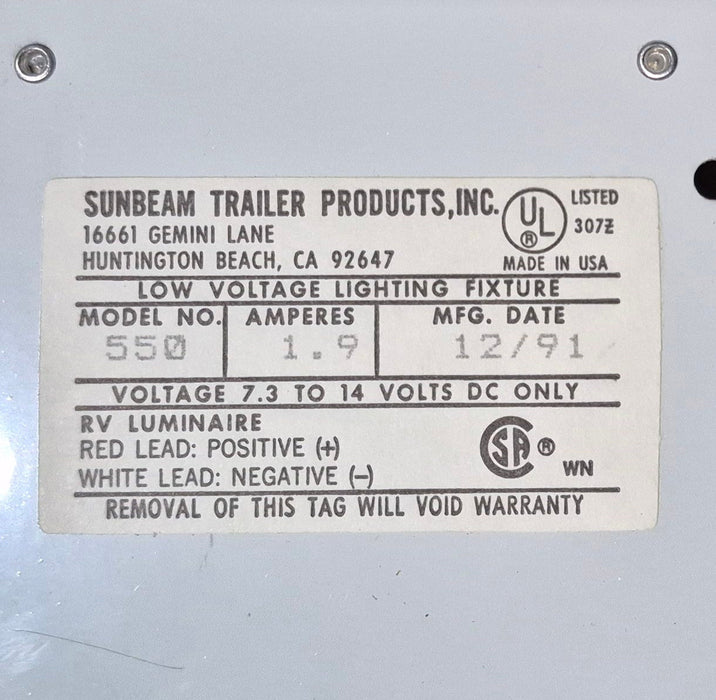 SUNBEAM TRAILER PRODUCTS, INC.
16661 GEMINI LANE
HUNTINGTON BEACH, CA 92647
UL ®
LISTED
307Z
MADE IN USA
LOW VOLTAGE LIGHTING FIXTURE
MODEL NO. AMPERES MFG. DATE
550 1.9 12/91
VOLTAGE 7.3 TO 14 VOLTS DC ONLY
RV LUMINAIRE
RED LEAD: POSITIVE (+)
WHITE LEAD: NEGATIVE (–)
SA ® WN
REMOVAL OF THIS TAG WILL VOID WARRANTY